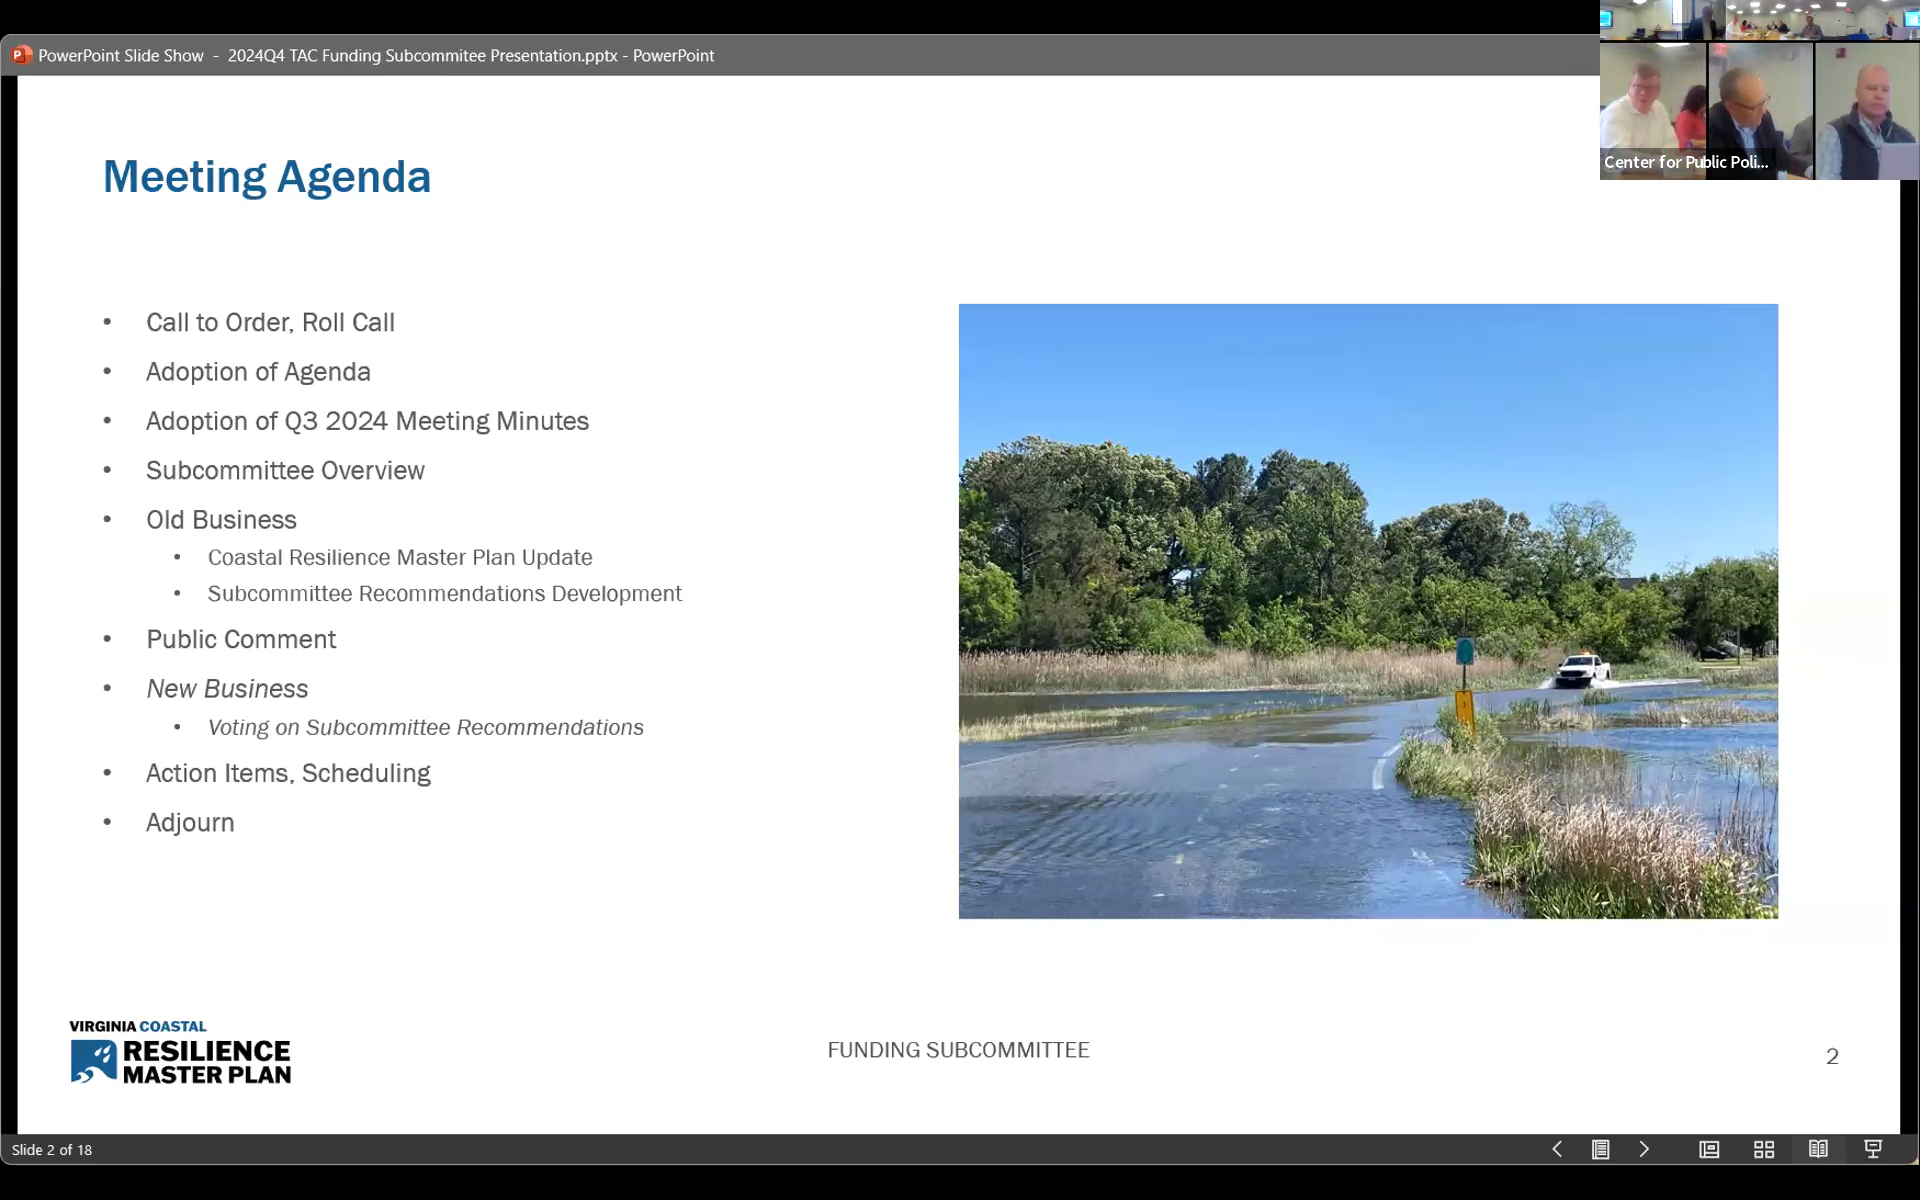 PowerPoint Slide Show - 2024Q4 TAC Funding Subcommitee Presentation.pptx - PowerPoint
Center for Public Poli...
Meeting Agenda
• Call to Order, Roll Call
• Adoption of Agenda
• Adoption of Q3 2024 Meeting Minutes
• Subcommittee Overview
• Old Business
• Coastal Resilience Master Plan Update
• Subcommittee Recommendations Development
• Public Comment
• New Business
• Voting on Subcommittee Recommendations
• Action Items, Scheduling
• Adjourn
VIRGINIA COASTAL
RESILIENCE
MASTER PLAN
FUNDING SUBCOMMITTEE
2
Slide 2 of 18